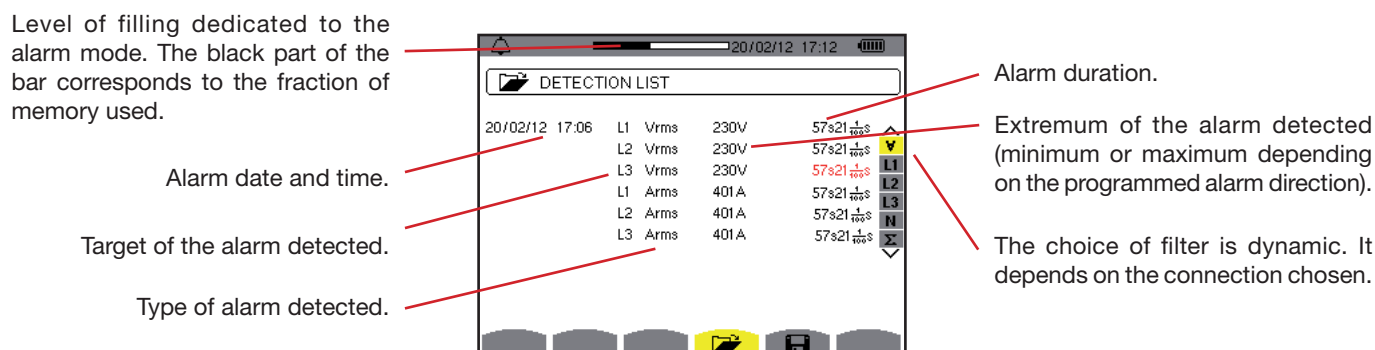 Level of filling dedicated to the
alarm mode. The black part of the
bar corresponds to the fraction of
memory used.
Alarm date and time.
Target of the alarm detected.
Type of alarm detected.
20/02/12 17:12
DETECTION LIST
20/02/12 17:06 L1 Vrms 230V 57s21 1/100 s
L2 Vrms 230V 57s21 1/100 s
L3 Vrms 230V 57s21 1/100 s
L1 Arms 401A 57s21 1/100 s
L2 Arms 401A 57s21 1/100 s
L3 Arms 401A 57s21 1/100 s
∀
L1
L2
L3
N
Σ
Alarm duration.
Extremum of the alarm detected
(minimum or maximum depending
on the programmed alarm direction).
The choice of filter is dynamic. It
depends on the connection chosen.